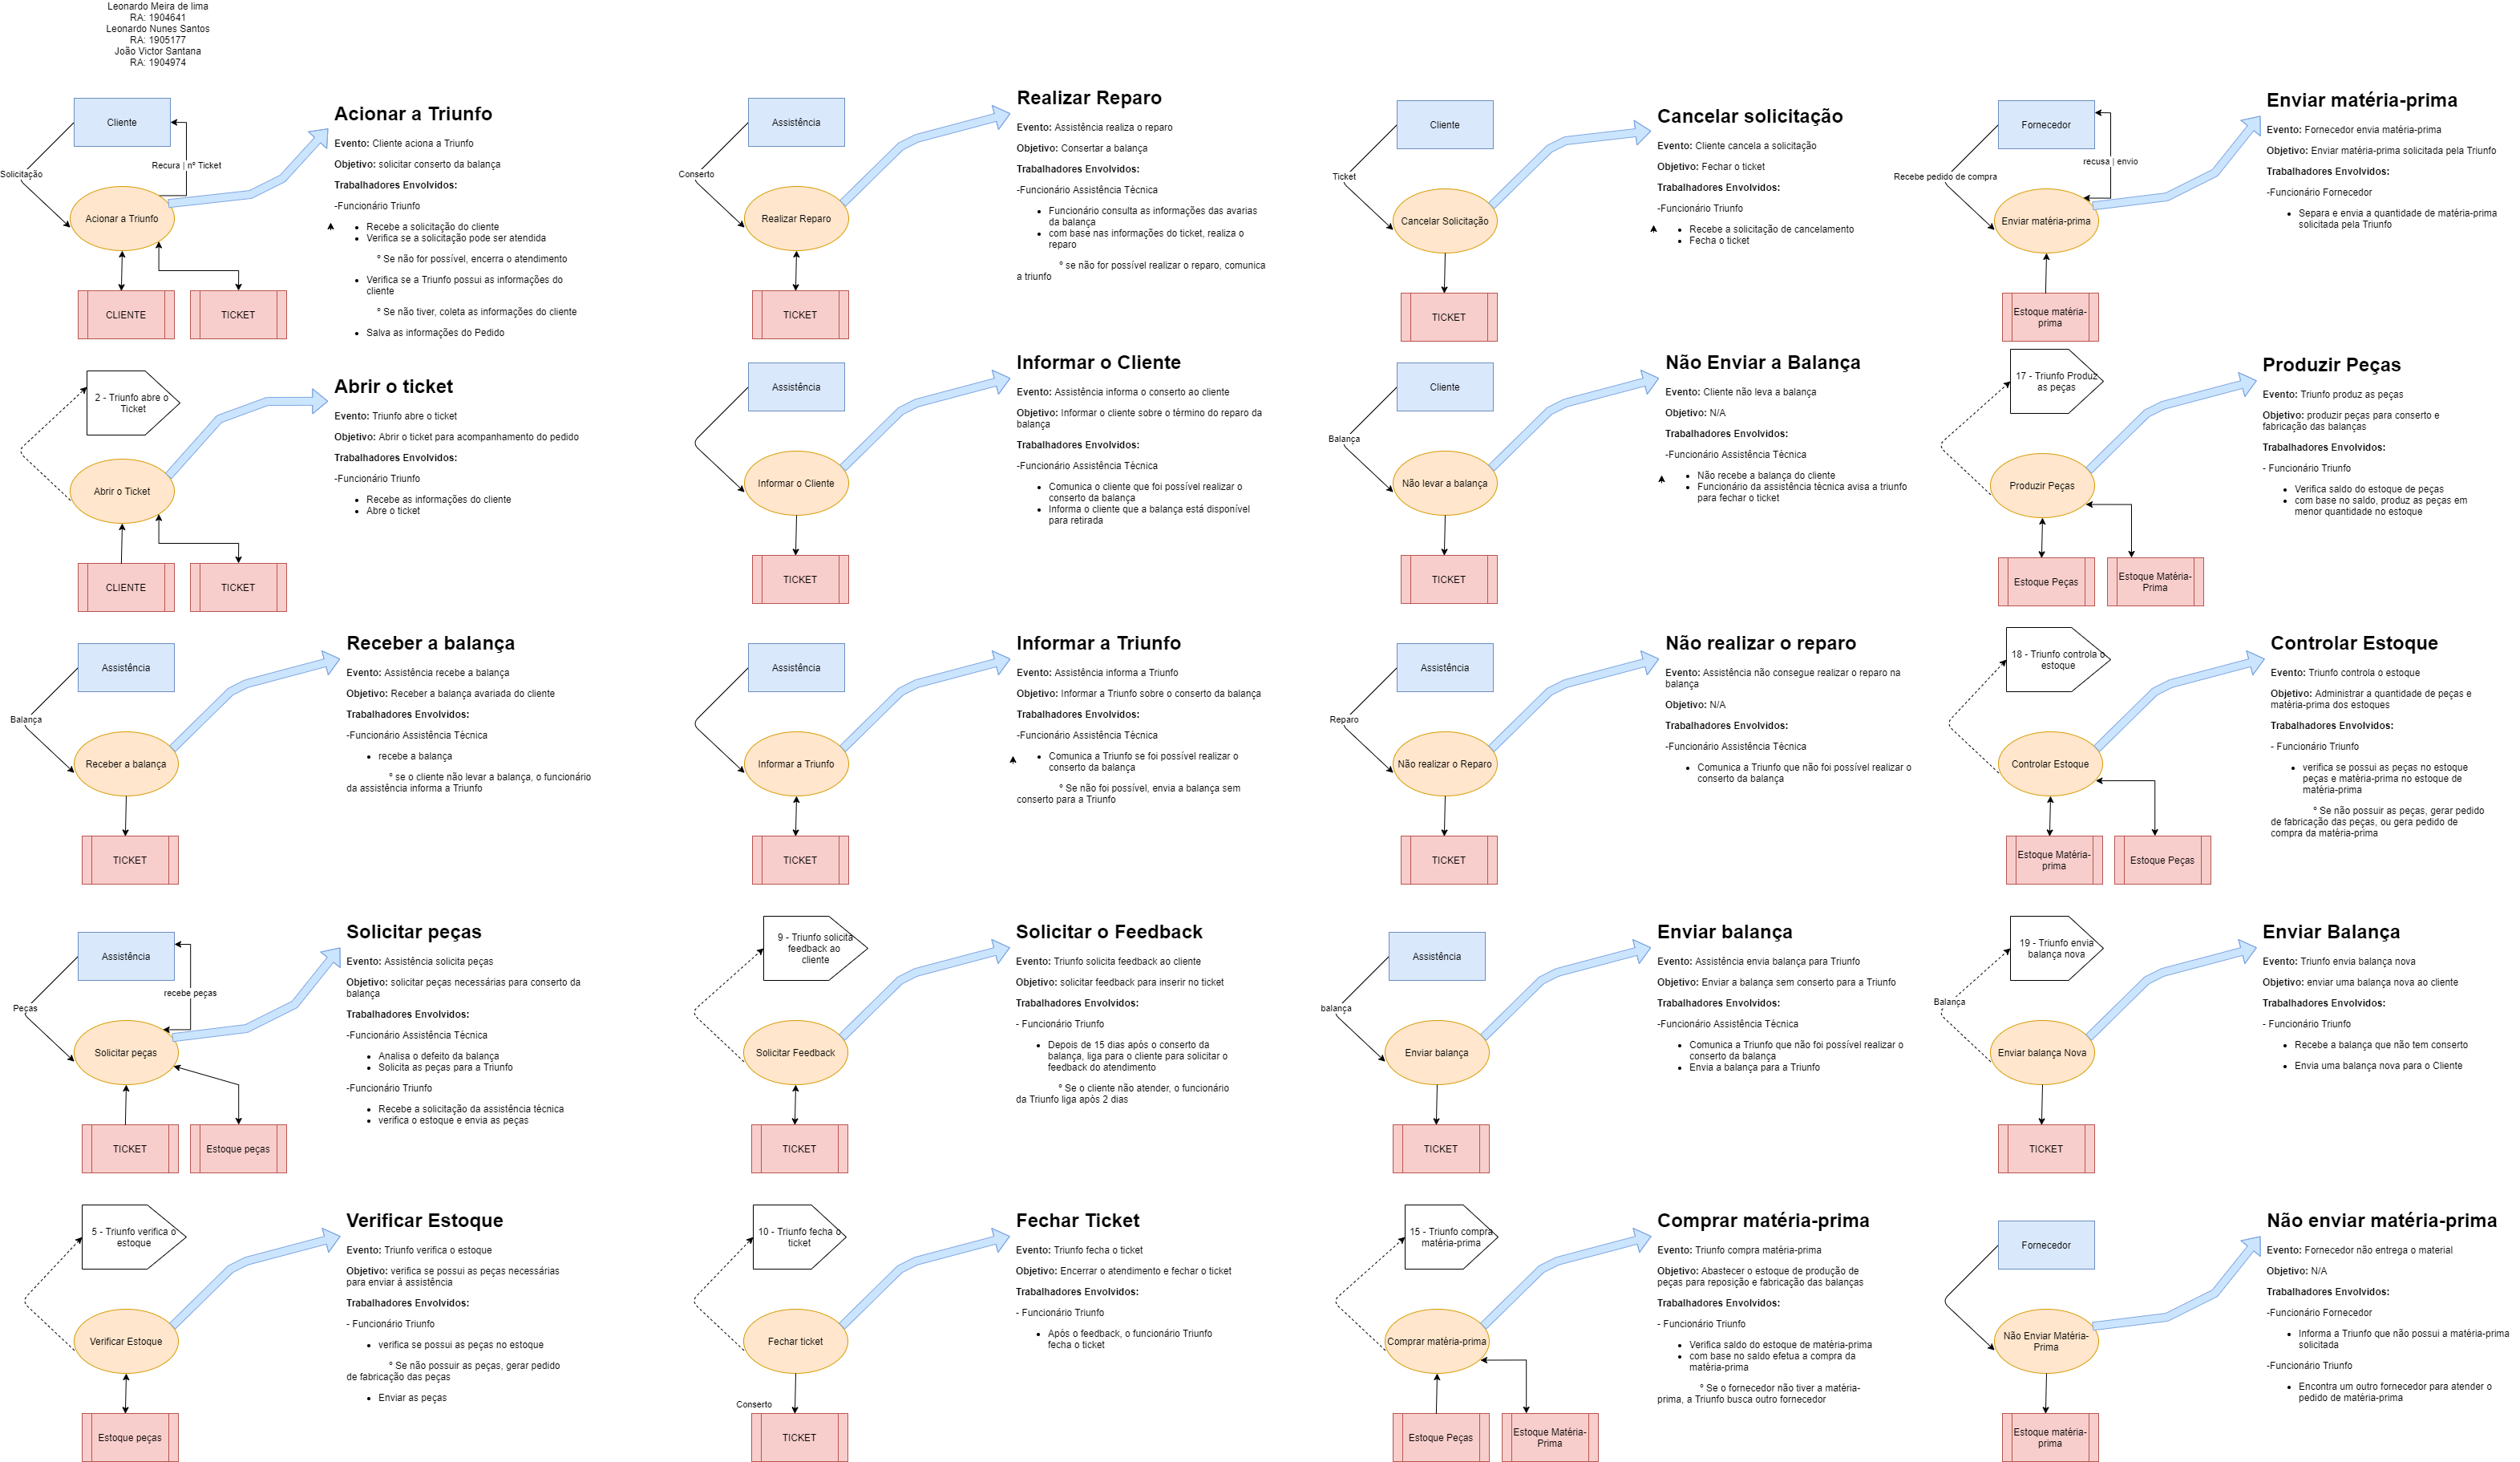 Leonardo Meira de lima
RA: 1904641
Leonardo Nunes Santos
RA: 1905177
João Victor Santana
RA: 1904974
Cliente
Solicitação
Recura | nº Ticket
Acionar a Triunfo
CLIENTE
TICKET
Acionar a Triunfo
Evento: Cliente aciona a Triunfo
Objetivo: solicitar conserto da balança
Trabalhadores Envolvidos:
-Funcionário Triunfo
• Recebe a solicitação do cliente
• Verifica se a solicitação pode ser atendida
° Se não for possível, encerra o atendimento
• Verifica se a Triunfo possui as informações do
cliente
° Se não tiver, coleta as informações do cliente
• Salva as informações do Pedido
Assistência
Conserto
Realizar Reparo
TICKET
Realizar Reparo
Evento: Assistência realiza o reparo
Objetivo: Consertar a balança
Trabalhadores Envolvidos:
-Funcionário Assistência Técnica
• Funcionário consulta as informações das avarias
da balança
• com base nas informações do ticket, realiza o
reparo
° se não for possível realizar o reparo, comunica
a triunfo
Cliente
Ticket
Cancelar Solicitação
TICKET
Cancelar solicitação
Evento: Cliente cancela a solicitação
Objetivo: Fechar o ticket
Trabalhadores Envolvidos:
-Funcionário Triunfo
• Recebe a solicitação de cancelamento
• Fecha o ticket
Fornecedor
Recebe pedido de compra
recusa | envio
Enviar matéria-prima
Estoque matéria-
prima
Enviar matéria-prima
Evento: Fornecedor envia matéria-prima
Objetivo: Enviar matéria-prima solicitada pela Triunfo
Trabalhadores Envolvidos:
-Funcionário Fornecedor
• Separa e envia a quantidade de matéria-prima
solicitada pela Triunfo
2 - Triunfo abre o
Ticket
Abrir o Ticket
CLIENTE
TICKET
Abrir o ticket
Evento: Triunfo abre o ticket
Objetivo: Abrir o ticket para acompanhamento do pedido
Trabalhadores Envolvidos:
-Funcionário Triunfo
• Recebe as informações do cliente
• Abre o ticket
Assistência
Informar o Cliente
TICKET
Informar o Cliente
Evento: Assistência informa o conserto ao cliente
Objetivo: Informar o cliente sobre o término do reparo da
balança
Trabalhadores Envolvidos:
-Funcionário Assistência Técnica
• Comunica o cliente que foi possível realizar o
conserto da balança
• Informa o cliente que a balança está disponível
para retirada
Cliente
Balança
Não levar a balança
TICKET
Não Enviar a Balança
Evento: Cliente não leva a balança
Objetivo: N/A
Trabalhadores Envolvidos:
-Funcionário Assistência Técnica
• Não recebe a balança do cliente
• Funcionário da assistência técnica avisa a triunfo
para fechar o ticket
17 - Triunfo Produz
as peças
Produzir Peças
Estoque Peças
Estoque Matéria-
Prima
Produzir Peças
Evento: Triunfo produz as peças
Objetivo: produzir peças para conserto e
fabricação das balanças
Trabalhadores Envolvidos:
- Funcionário Triunfo
• Verifica saldo do estoque de peças
• com base no saldo, produz as peças em
menor quantidade no estoque
Assistência
Balança
Receber a balança
TICKET
Receber a balança
Evento: Assistência recebe a balança
Objetivo: Receber a balança avariada do cliente
Trabalhadores Envolvidos:
-Funcionário Assistência Técnica
• recebe a balança
° se o cliente não levar a balança, o funcionário
da assistência informa a Triunfo
Assistência
Informar a Triunfo
TICKET
Informar a Triunfo
Evento: Assistência informa a Triunfo
Objetivo: Informar a Triunfo sobre o conserto da balança
Trabalhadores Envolvidos:
-Funcionário Assistência Técnica
• Comunica a Triunfo se foi possível realizar o
conserto da balança
° Se não foi possível, envia a balança sem
conserto para a Triunfo
Assistência
Reparo
Não realizar o Reparo
TICKET
Não realizar o reparo
Evento: Assistência não consegue realizar o reparo na
balança
Objetivo: N/A
Trabalhadores Envolvidos:
-Funcionário Assistência Técnica
• Comunica a Triunfo que não foi possível realizar o
conserto da balança
18 - Triunfo controla o
estoque
Controlar Estoque
Estoque Matéria-
prima
Estoque Peças
Controlar Estoque
Evento: Triunfo controla o estoque
Objetivo: Administrar a quantidade de peças e
matéria-prima dos estoques
Trabalhadores Envolvidos:
- Funcionário Triunfo
• verifica se possui as peças no estoque
peças e matéria-prima no estoque de
matéria-prima
° Se não possuir as peças, gerar pedido
de fabricação das peças, ou gera pedido de
compra da matéria-prima
Assistência
Peças
recebe peças
Solicitar peças
TICKET
Estoque peças
Solicitar peças
Evento: Assistência solicita peças
Objetivo: solicitar peças necessárias para conserto da
balança
Trabalhadores Envolvidos:
-Funcionário Assistência Técnica
• Analisa o defeito da balança
• Solicita as peças para a Triunfo
-Funcionário Triunfo
• Recebe a solicitação da assistência técnica
• verifica o estoque e envia as peças
9 - Triunfo solicita
feedback ao
cliente
Solicitar Feedback
TICKET
Solicitar o Feedback
Evento: Triunfo solicita feedback ao cliente
Objetivo: solicitar feedback para inserir no ticket
Trabalhadores Envolvidos:
- Funcionário Triunfo
• Depois de 15 dias após o conserto da
balança, liga para o cliente para solicitar o
feedback do atendimento
° Se o cliente não atender, o funcionário
da Triunfo liga após 2 dias
Assistência
balança
Enviar balança
TICKET
Enviar balança
Evento: Assistência envia balança para Triunfo
Objetivo: Enviar a balança sem conserto para a Triunfo
Trabalhadores Envolvidos:
-Funcionário Assistência Técnica
• Comunica a Triunfo que não foi possível realizar o
conserto da balança
• Envia a balança para a Triunfo
19 - Triunfo envia
balança nova
Balança
Enviar balança Nova
TICKET
Enviar Balança
Evento: Triunfo envia balança nova
Objetivo: enviar uma balança nova ao cliente
Trabalhadores Envolvidos:
- Funcionário Triunfo
• Recebe a balança que não tem conserto
• Envia uma balança nova para o Cliente
5 - Triunfo verifica o
estoque
Verificar Estoque
Estoque peças
Verificar Estoque
Evento: Triunfo verifica o estoque
Objetivo: verifica se possui as peças necessárias
para enviar á assistência
Trabalhadores Envolvidos:
- Funcionário Triunfo
• verifica se possui as peças no estoque
° Se não possuir as peças, gerar pedido
de fabricação das peças
• Enviar as peças
10 - Triunfo fecha o
ticket
Fechar ticket
Conserto
TICKET
Fechar Ticket
Evento: Triunfo fecha o ticket
Objetivo: Encerrar o atendimento e fechar o ticket
Trabalhadores Envolvidos:
- Funcionário Triunfo
• Após o feedback, o funcionário Triunfo
fecha o ticket
15 - Triunfo compra
matéria-prima
Comprar matéria-prima
Estoque Peças
Estoque Matéria-
Prima
Comprar matéria-prima
Evento: Triunfo compra matéria-prima
Objetivo: Abastecer o estoque de produção de
peças para reposição e fabricação das balanças
Trabalhadores Envolvidos:
- Funcionário Triunfo
• Verifica saldo do estoque de matéria-prima
• com base no saldo efetua a compra da
matéria-prima
° Se o fornecedor não tiver a matéria-
prima, a Triunfo busca outro fornecedor
Fornecedor
Não Enviar Matéria-
Prima
Estoque matéria-
prima
Não enviar matéria-prima
Evento: Fornecedor não entrega o material
Objetivo: N/A
Trabalhadores Envolvidos:
-Funcionário Fornecedor
• Informa a Triunfo que não possui a matéria-prima
solicitada
-Funcionário Triunfo
• Encontra um outro fornecedor para atender o
pedido de matéria-prima